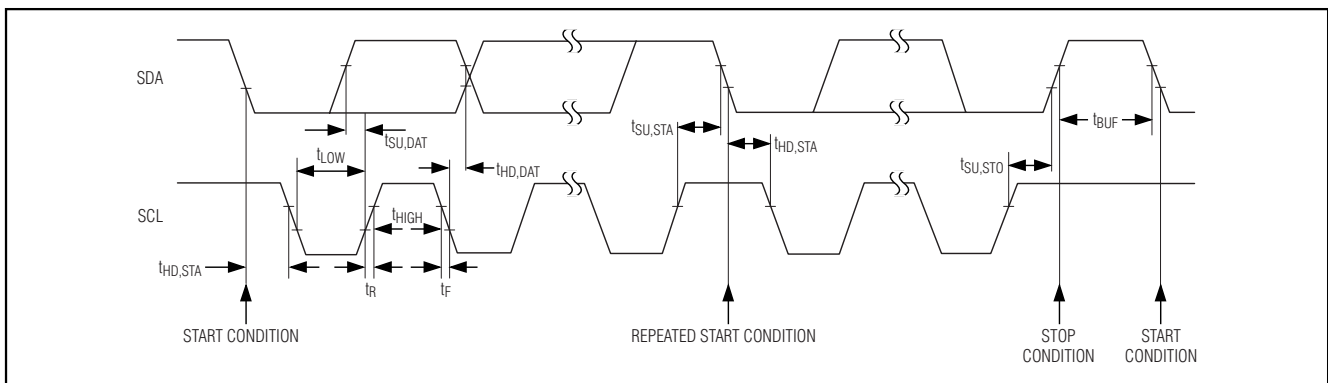 SDA
tSU,STA
tBUF
tSU,DAT
tHD,STA
tLOW
tHD,DAT
tSU,STO
SCL
tHIGH
tHD,STA
tR
tF
START CONDITION
REPEATED START CONDITION
STOP
CONDITION
START
CONDITION